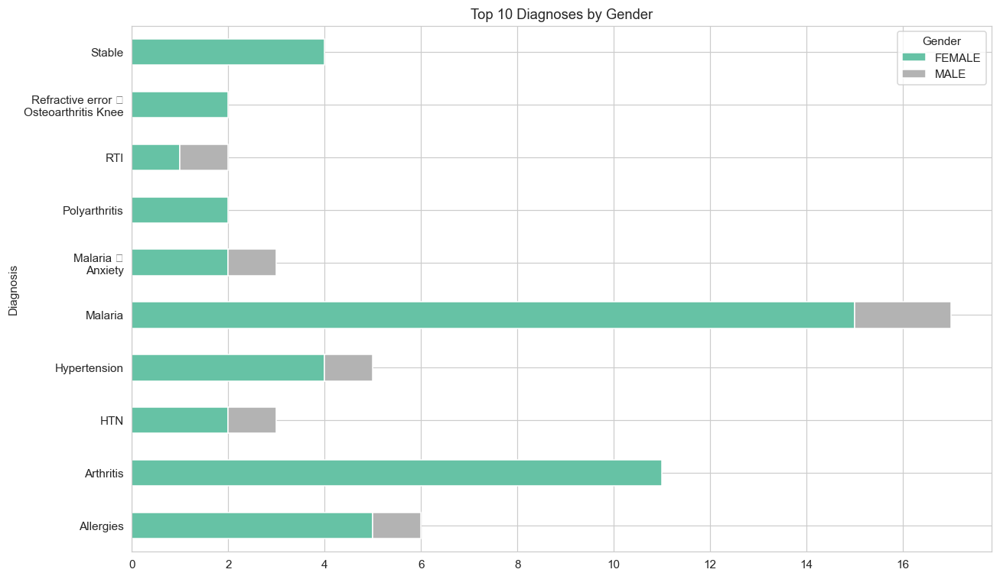 Top 10 Diagnoses by Gender
Gender
FEMALE
MALE
Diagnosis
Stable
Refractive error
Osteoarthritis Knee
RTI
Polyarthritis
Malaria
Anxiety
Malaria
Hypertension
HTN
Arthritis
Allergies
0 2 4 6 8 10 12 14 16